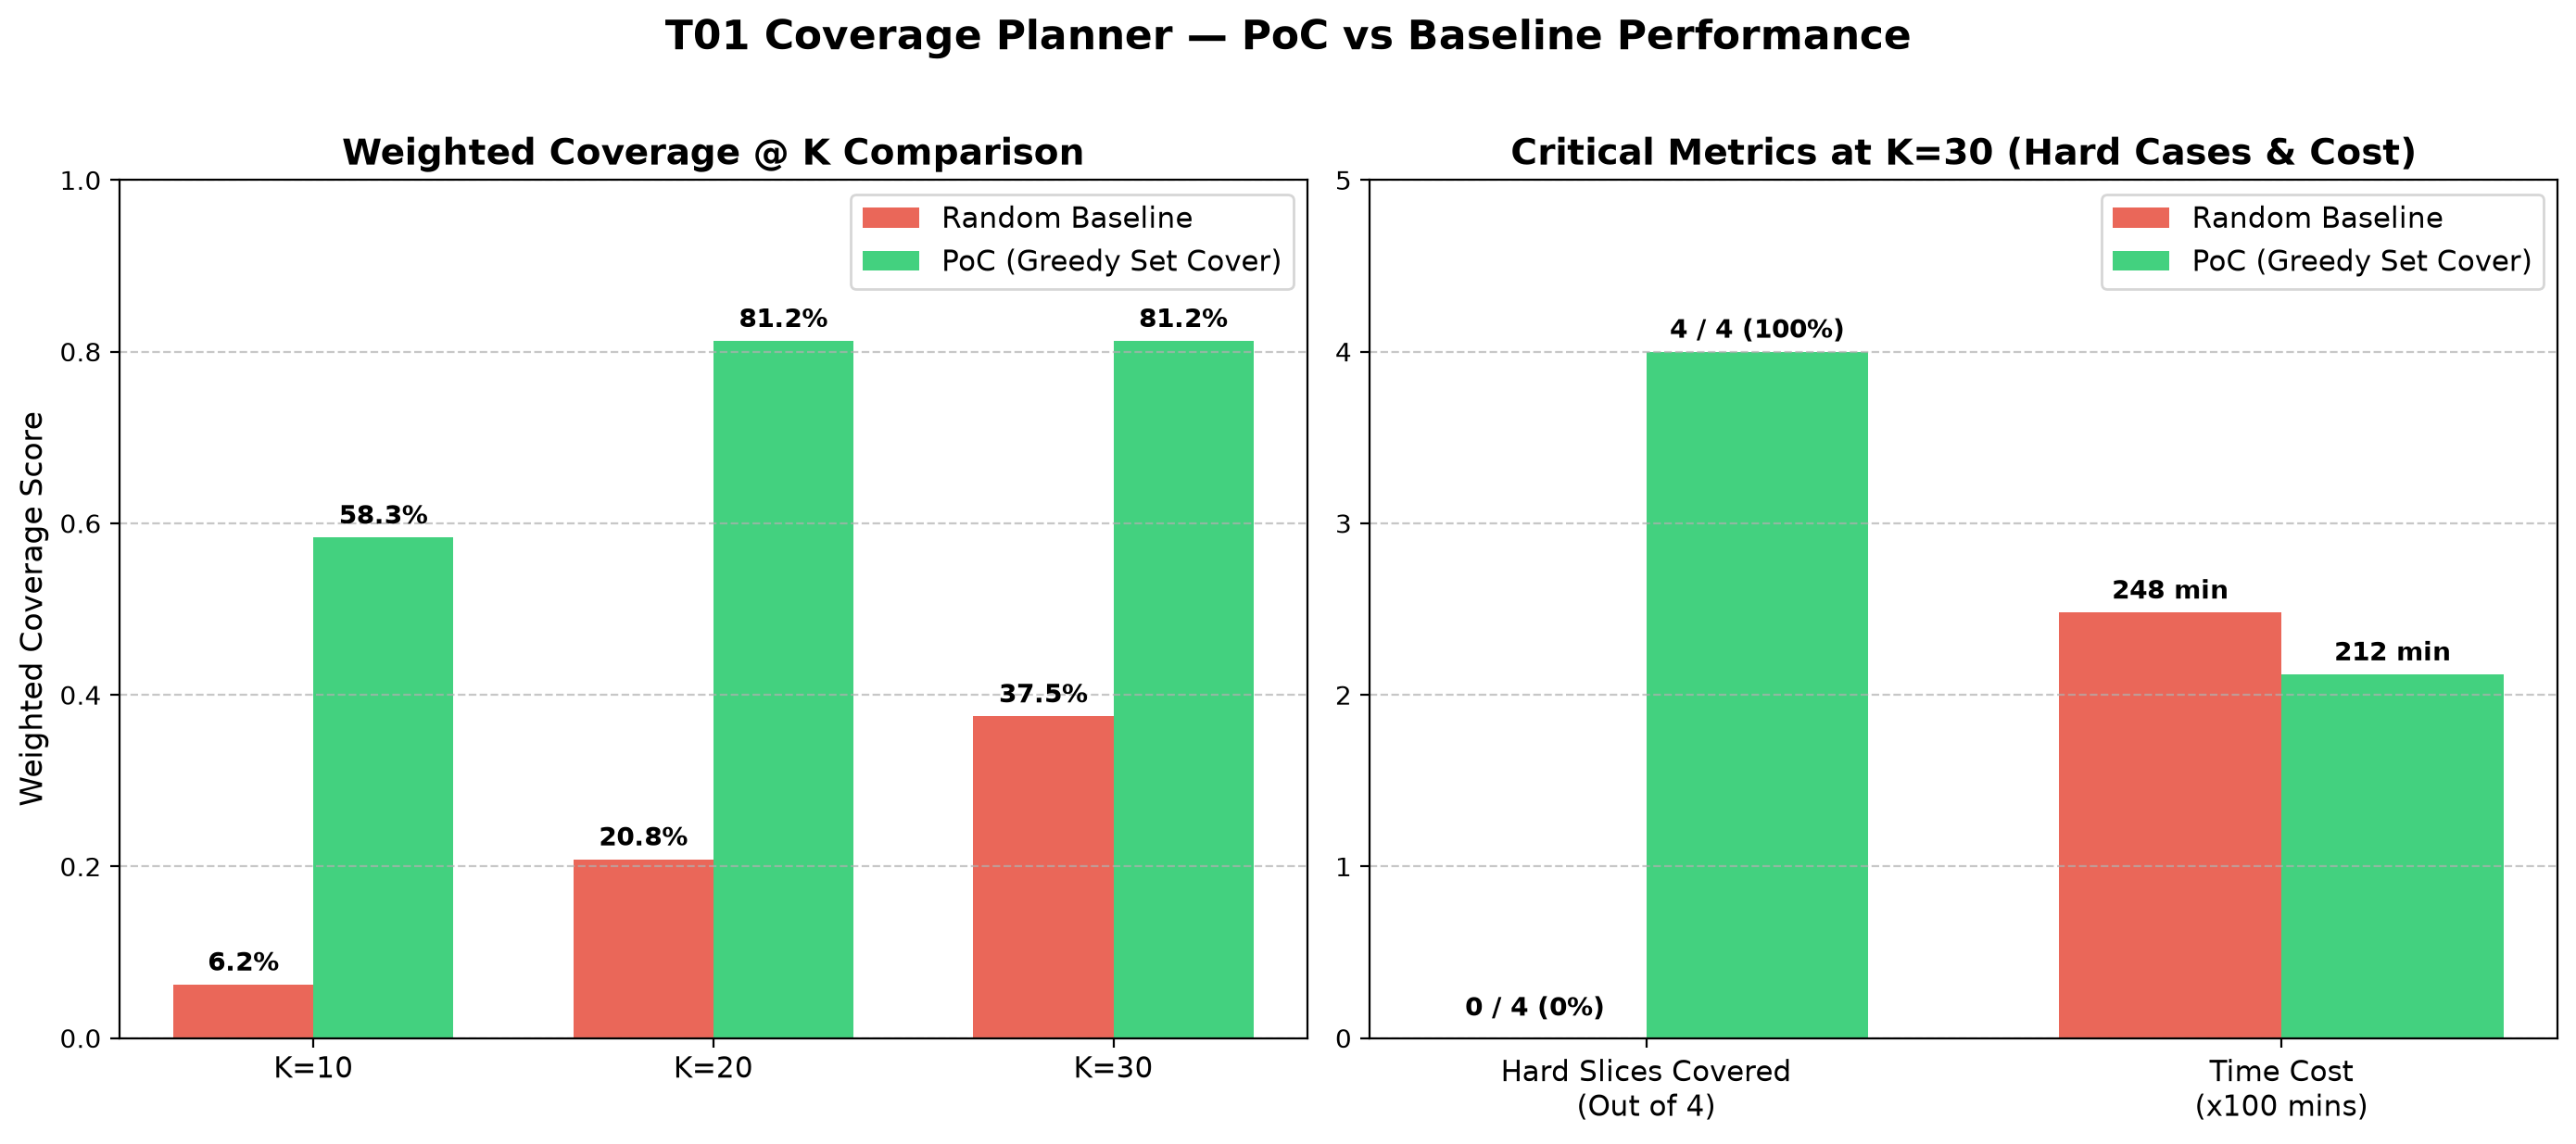 T01 Coverage Planner — PoC vs Baseline Performance
Weighted Coverage @ K Comparison
Weighted Coverage Score
1.0
0.8
0.6
0.4
0.2
0.0
Random Baseline
PoC (Greedy Set Cover)
6.2%
58.3%
20.8%
81.2%
37.5%
81.2%
K=10
K=20
K=30
Critical Metrics at K=30 (Hard Cases & Cost)
5
4
3
2
1
0
Random Baseline
PoC (Greedy Set Cover)
0 / 4 (0%)
4 / 4 (100%)
248 min
212 min
Hard Slices Covered
(Out of 4)
Time Cost
(x100 mins)